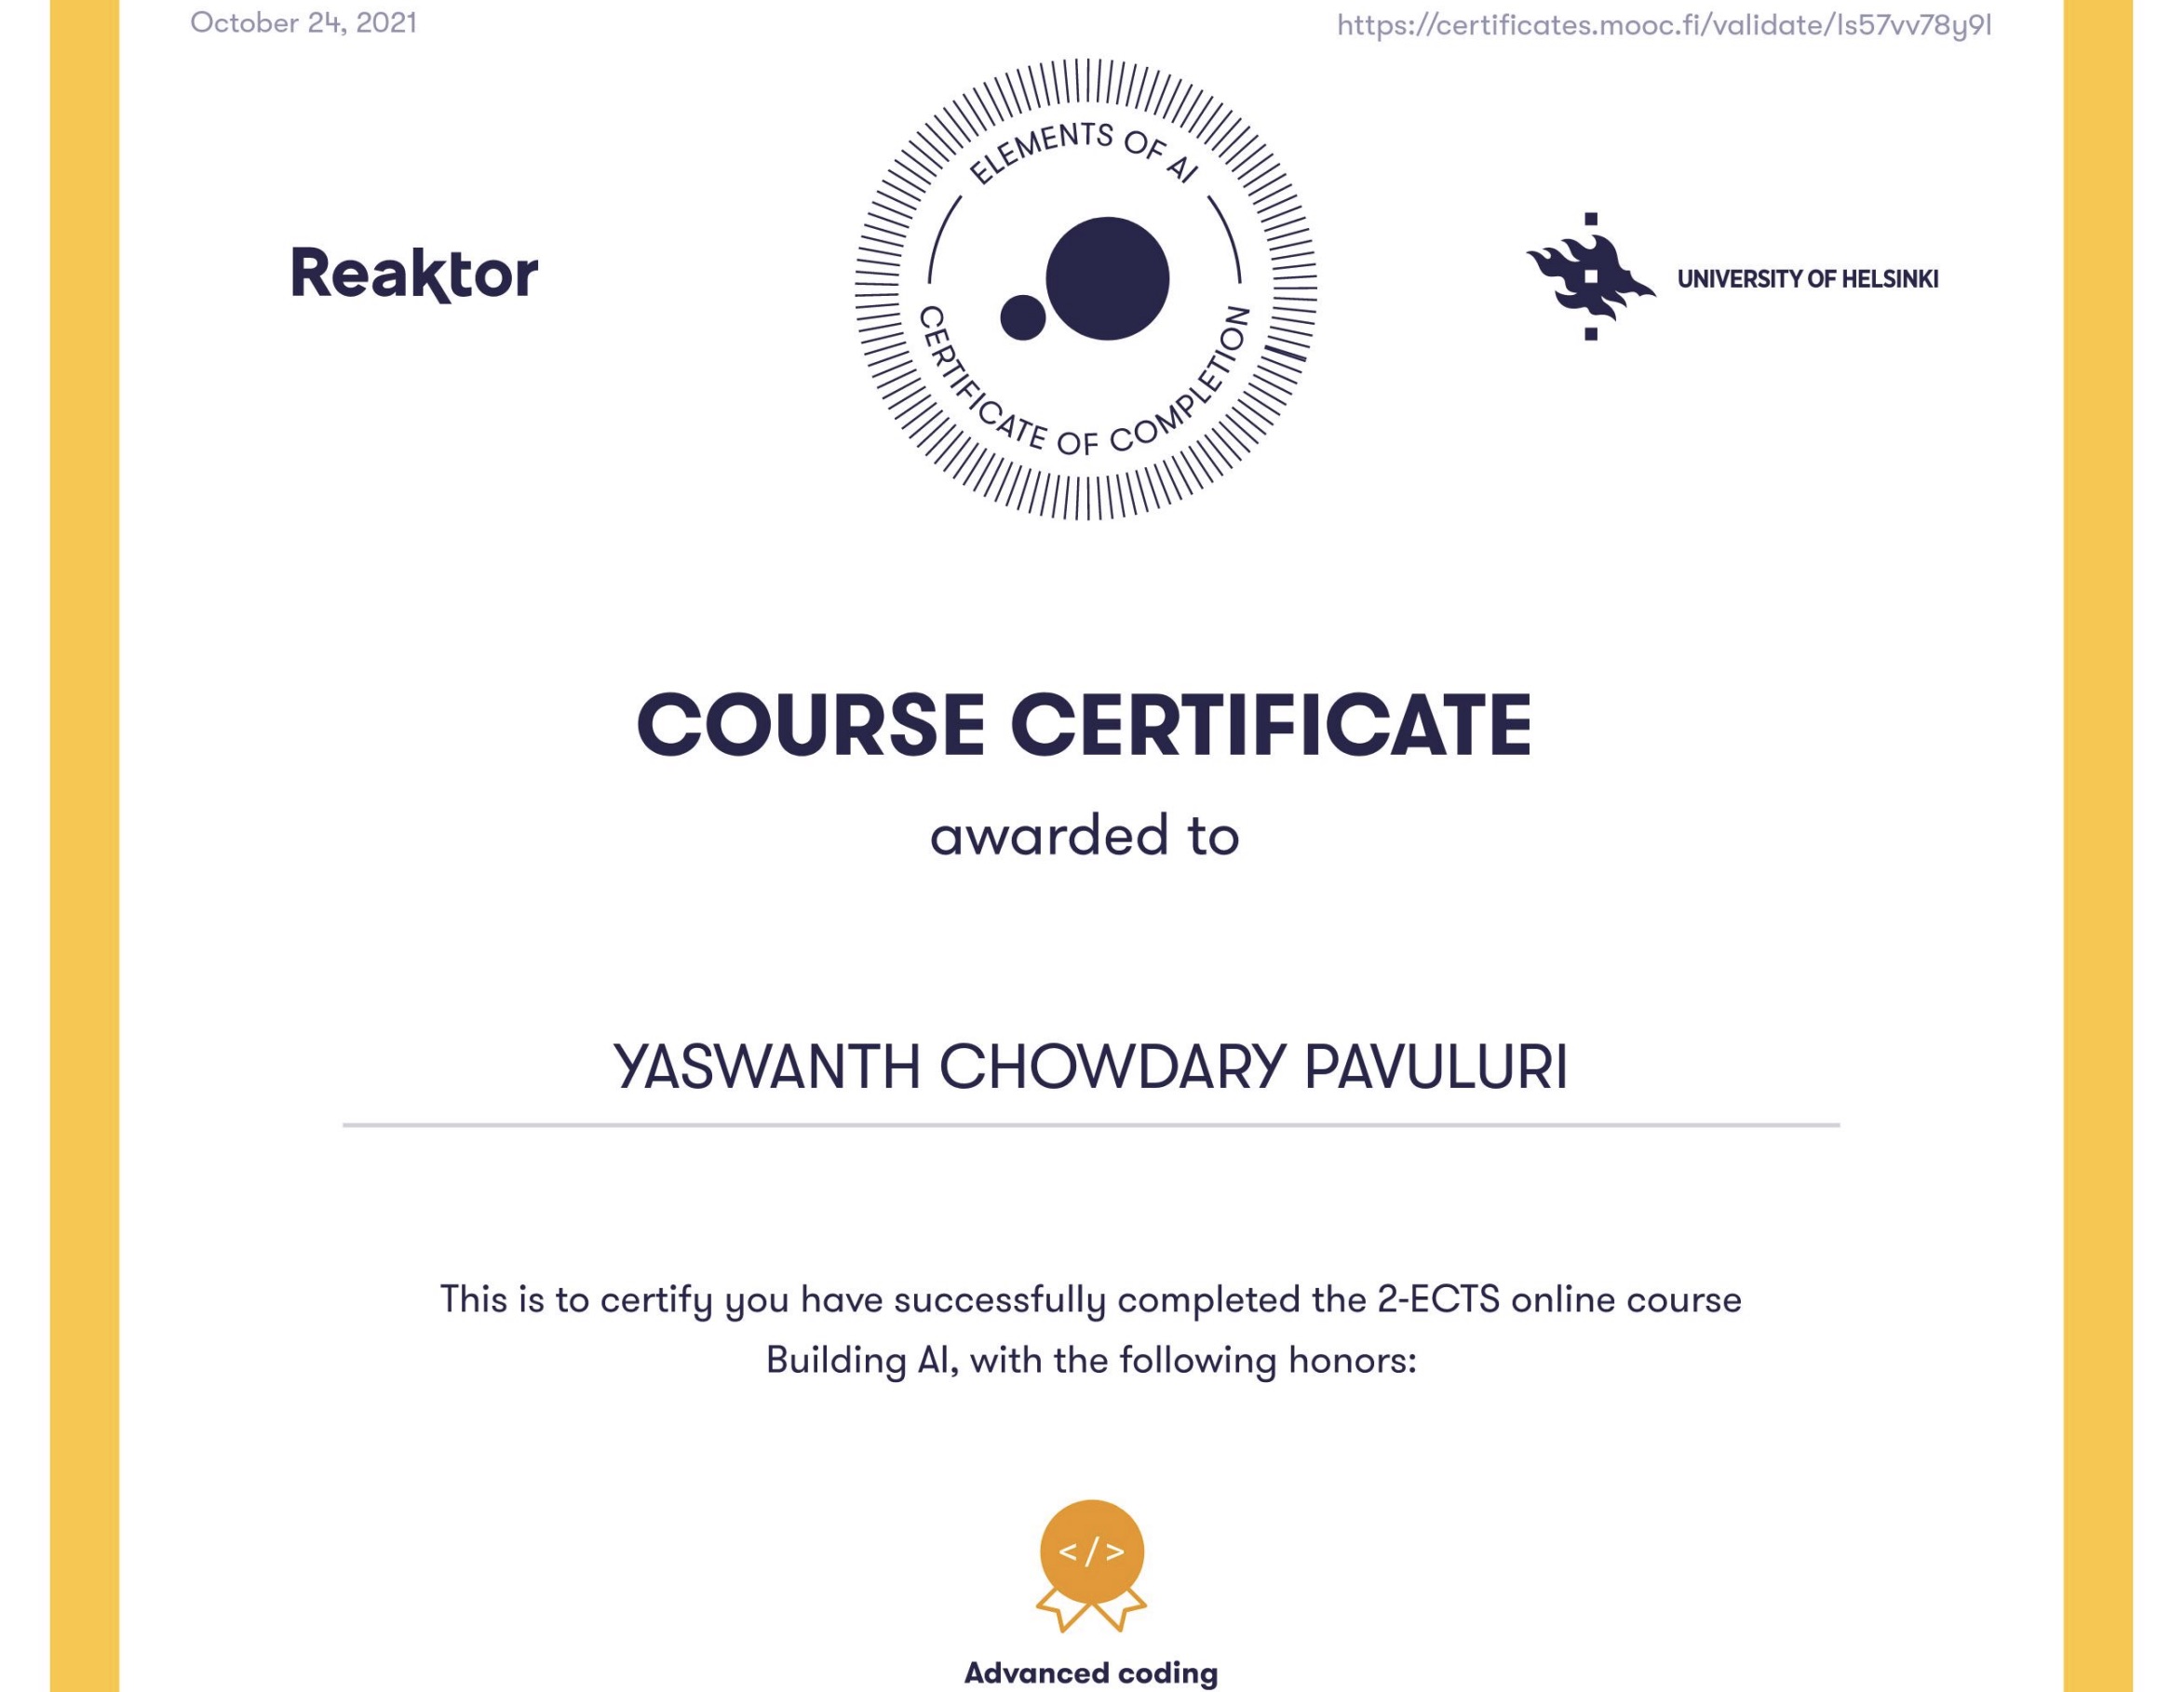 October 24, 2021
https://certificates.mooc.fi/validate/ls57vv78y9l
ELEMENTS OF AI
CERTIFICATE OF COMPLETION
Reaktor
UNIVERSITY OF HELSINKI
COURSE CERTIFICATE
awarded to
YASWANTH CHOWDARY PAVULURI
This is to certify you have successfully completed the 2-ECTS online course
Building AI, with the following honors:
</>
Advanced coding